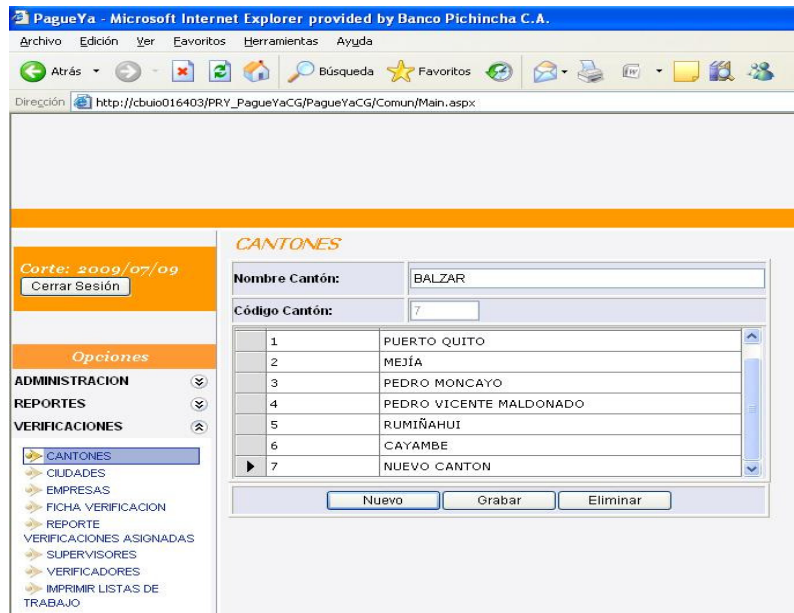 PagueYa - Microsoft Internet Explorer provided by Banco Pichincha C.A.
Archivo Edición Ver Favoritos Herramientas Ayuda
Atrás Búsqueda Favoritos
Dirección http://cbuio016403/PRY_PagueYaCG/PagueYaCG/Comun/Main.aspx
CANTONES
Corte: 2009/07/09
Cerrar Sesión
Nombre Cantón: BALZAR
Código Cantón: 7
1 PUERTO QUITO
2 MEJÍA
3 PEDRO MONCAYO
4 PEDRO VICENTE MALDONADO
5 RUMIÑAHUI
6 CAYAMBE
7 NUEVO CANTON
Nuevo Grabar Eliminar
Opciones
ADMINISTRACION
REPORTES
VERIFICACIONES
CANTONES
CIUDADES
EMPRESAS
FICHA VERIFICACION
REPORTE
VERIFICACIONES ASIGNADAS
SUPERVISORES
VERIFICADORES
IMPRIMIR LISTAS DE
TRABAJO